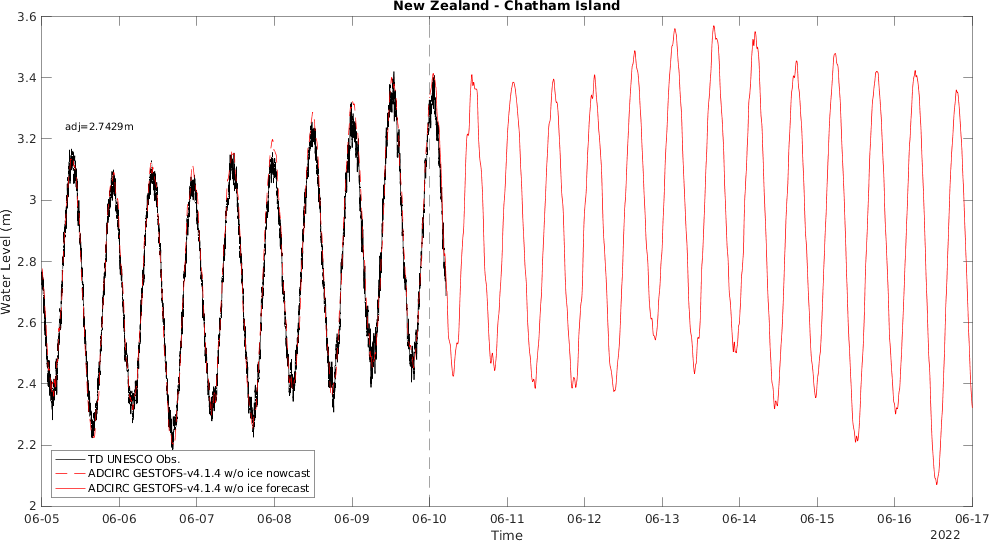 New Zealand - Chatham Island
3.6
3.4
3.2
3
2.8
2.6
2.4
2.2
2
Water Level (m)
adj=2.7429m
TD UNESCO Obs.
ADCIRC GESTOFS-v4.1.4 w/o ice nowcast
ADCIRC GESTOFS-v4.1.4 w/o ice forecast
06-05 06-06 06-07 06-08 06-09 06-10 06-11 06-12 06-13 06-14 06-15 06-16 06-17
Time
2022